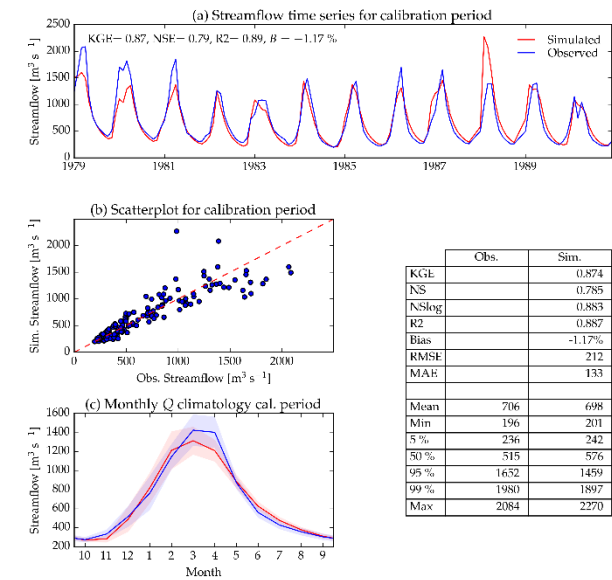 (a) Streamflow time series for calibration period
KGE= 0.87, NSE= 0.79, R2= 0.89, B = −1.17 %
Simulated
Observed
Streamflow [m³ s⁻¹]
2500
2000
1500
1000
500
0
1979 1981 1983 1985 1987 1989
(b) Scatterplot for calibration period
Sim. Streamflow [m³ s⁻¹]
2500
2000
1500
1000
500
0
0 500 1000 1500 2000
Obs. Streamflow [m³ s⁻¹]
(c) Monthly Q climatology cal. period
Streamflow [m³ s⁻¹]
1600
1400
1200
1000
800
600
400
200
10 11 12 1 2 3 4 5 6 7 8 9
Month
Obs. Sim.
KGE 0.874
NS 0.785
NSlog 0.883
R2 0.887
Bias -1.17%
RMSE 212
MAE 133
Mean 706 698
Min 196 201
5 % 236 242
50 % 515 576
95 % 1652 1459
99 % 1980 1897
Max 2084 2270